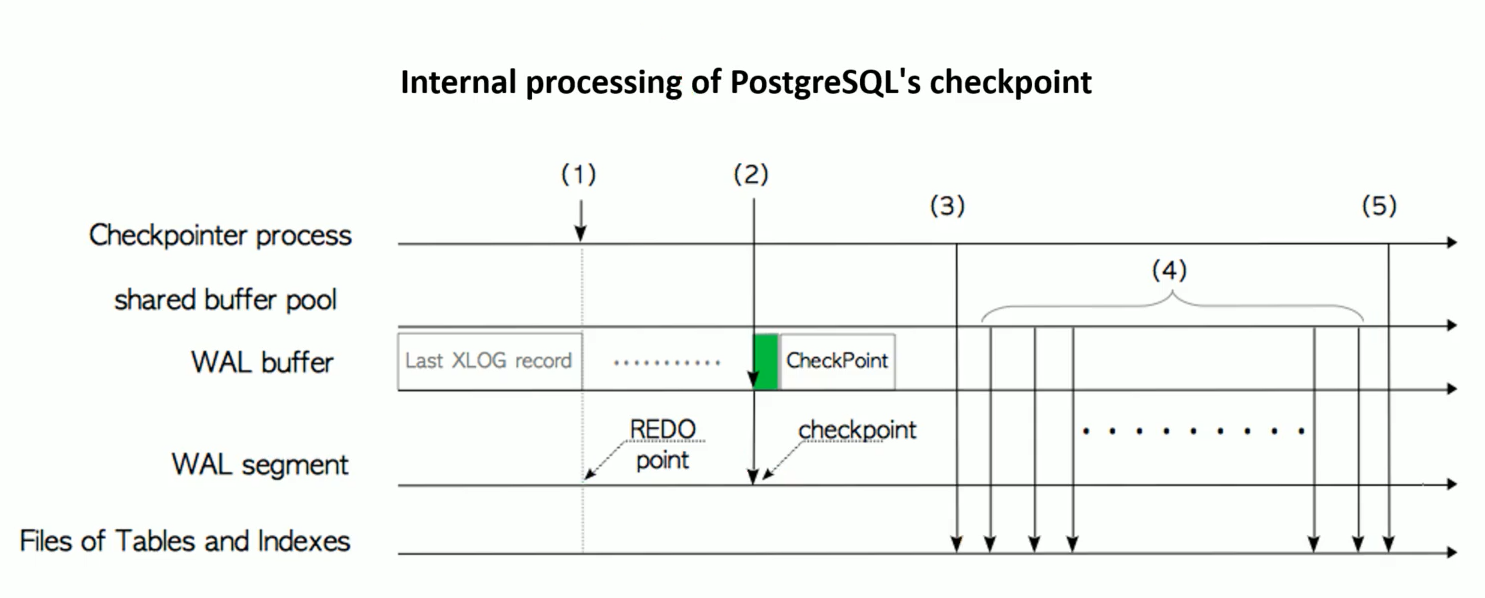 Internal processing of PostgreSQL's checkpoint
(1)
(2)
(3)
(5)
Checkpointer process
(4)
shared buffer pool
WAL buffer
Last XLOG record
CheckPoint
REDO
point
checkpoint
WAL segment
Files of Tables and Indexes